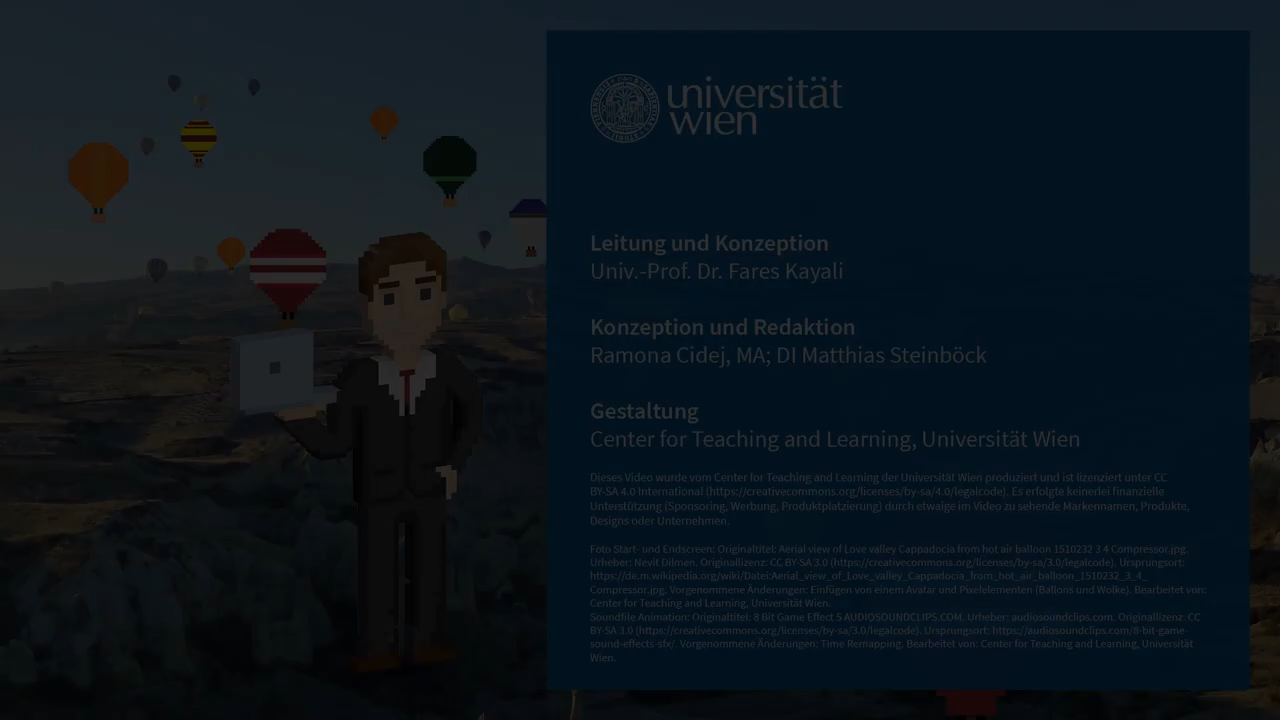 universität
wien
Leitung und Konzeption
Univ.-Prof. Dr. Fares Kayali
Konzeption und Redaktion
Ramona Cidej, MA; DI Matthias Steinböck
Gestaltung
Center for Teaching and Learning, Universität Wien
Dieses Video wurde vom Center for Teaching and Learning der Universität Wien produziert und ist lizenziert unter CC
BY-SA 4.0 International (https://creativecommons.org/licenses/by-sa/4.0/legalcode). Es erfolgte keinerlei finanzielle
Unterstützung (Sponsoring, Werbung, Produktplatzierung) durch etwaige im Video zu sehende Markennamen, Produkte,
Designs oder Unternehmen.
Foto Start- und Endscreen: Originaltitel: Aerial view of Love valley Cappadocia from hot air balloon 1510232 3 4 Compressor.jpg.
Urheber: Nevit Dilmen. Originallizenz: CC BY-SA 3.0 (https://creativecommons.org/licenses/by-sa/3.0/legalcode). Ursprungsort:
https://de.m.wikipedia.org/wiki/Datei:Aerial_view_of_Love_valley_Cappadocia_from_hot_air_balloon_1510232_3_4_
Compressor.jpg. Vorgenommene Änderungen: Einfügen von einem Avatar und Pixelelementen (Ballons und Wolke). Bearbeitet von:
Center for Teaching and Learning, Universität Wien.
Soundfile Animation: Originaltitel: 8 Bit Game Effect 5 AUDIOSOUNDCLIPS.COM. Urheber: audiosoundclips.com. Originallizenz: CC
BY-SA 3.0 (https://creativecommons.org/licenses/by-sa/3.0/legalcode). Ursprungsort: https://audiosoundclips.com/8-bit-game-
sound-effects-sfx/. Vorgenommene Änderungen: Time Remapping. Bearbeitet von: Center for Teaching and Learning, Universität
Wien.